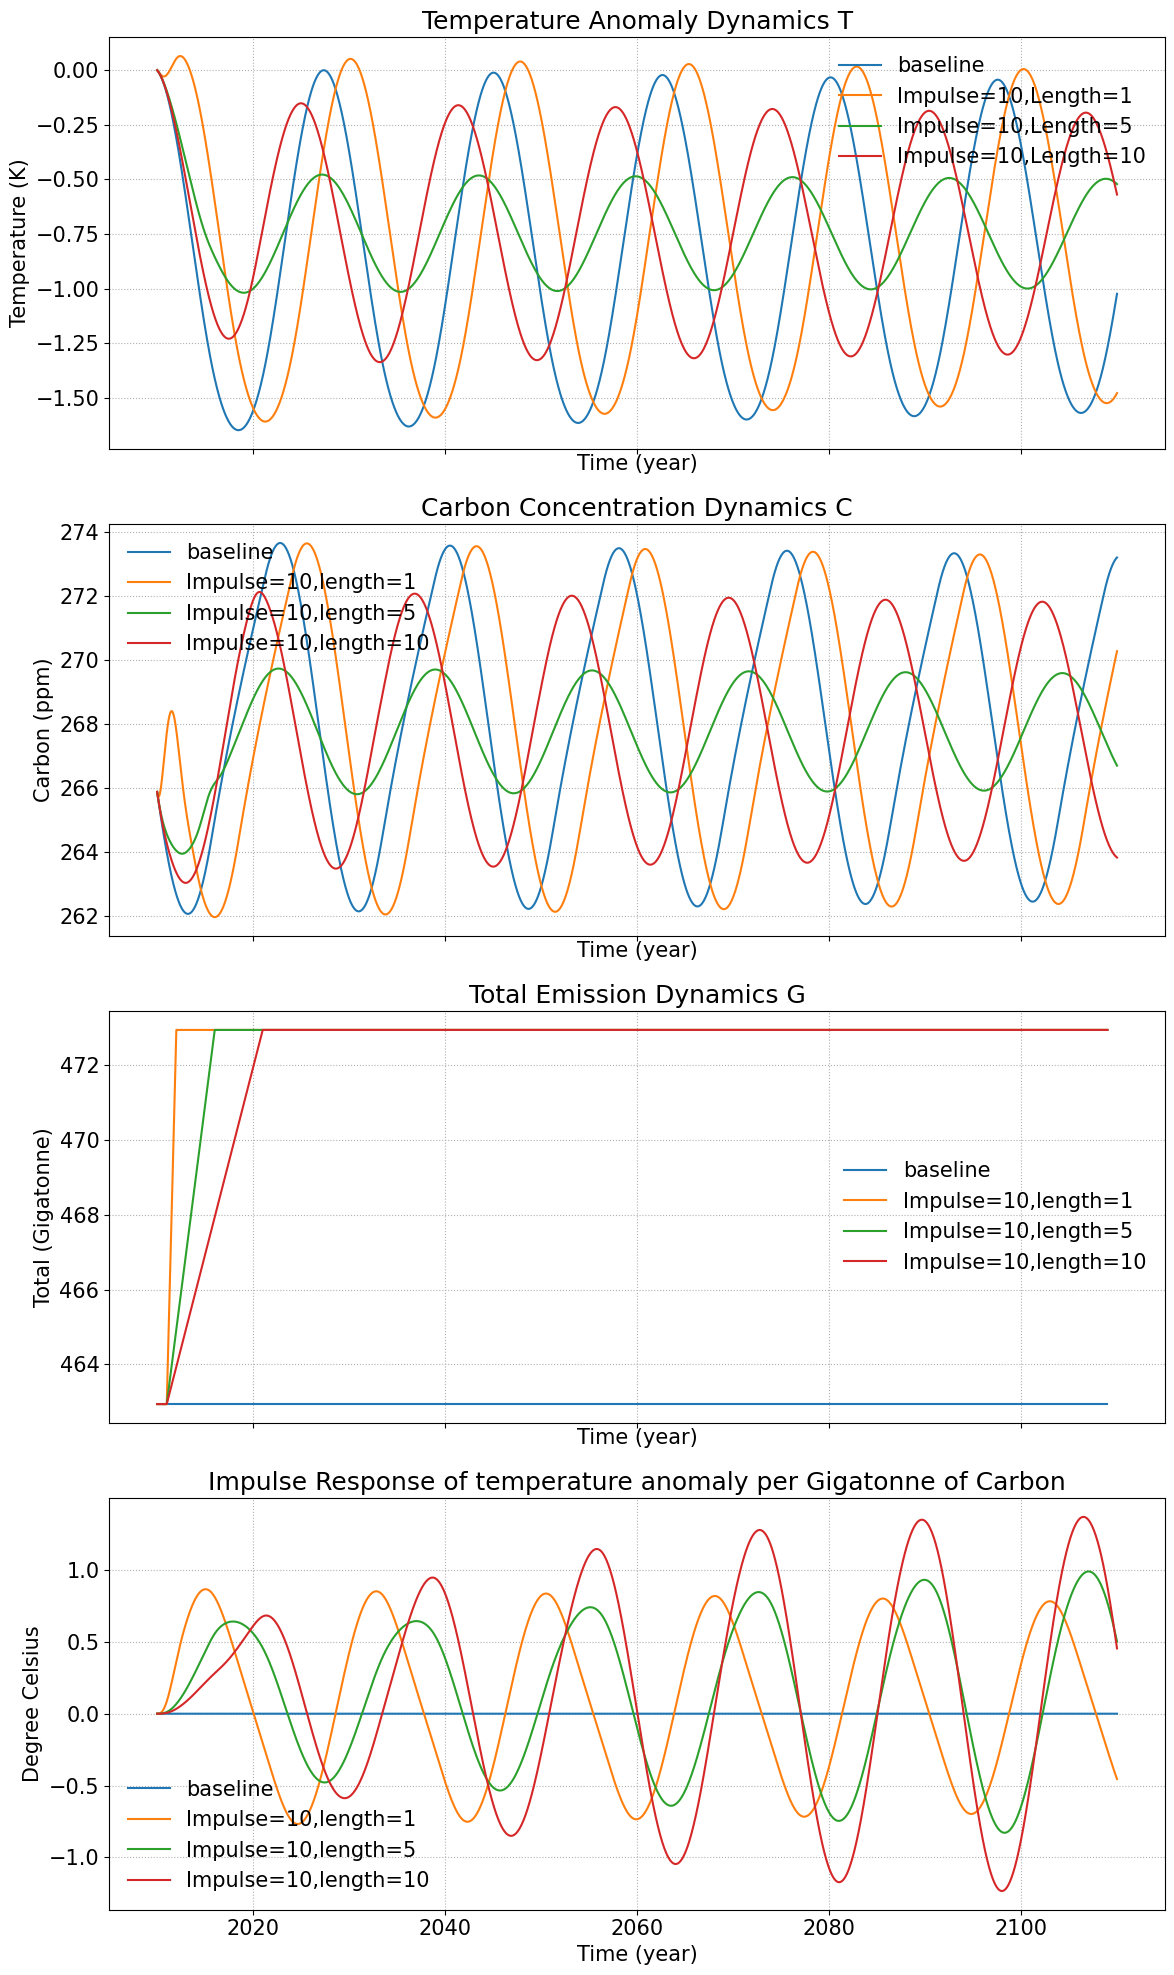 Temperature Anomaly Dynamics T
baseline
Impulse=10,Length=1
Impulse=10,Length=5
Impulse=10,Length=10
0.00
−0.25
−0.50
−0.75
−1.00
−1.25
−1.50
Temperature (K)
Time (year)
Carbon Concentration Dynamics C
baseline
Impulse=10,length=1
Impulse=10,length=5
Impulse=10,length=10
274
272
270
268
266
264
262
Carbon (ppm)
Time (year)
Total Emission Dynamics G
472
470
468
466
464
Total (Gigatonne)
baseline
Impulse=10,length=1
Impulse=10,length=5
Impulse=10,length=10
Time (year)
Impulse Response of temperature anomaly per Gigatonne of Carbon
1.0
0.5
0.0
−0.5
−1.0
Degree Celsius
baseline
Impulse=10,length=1
Impulse=10,length=5
Impulse=10,length=10
2020 2040 2060 2080 2100
Time (year)